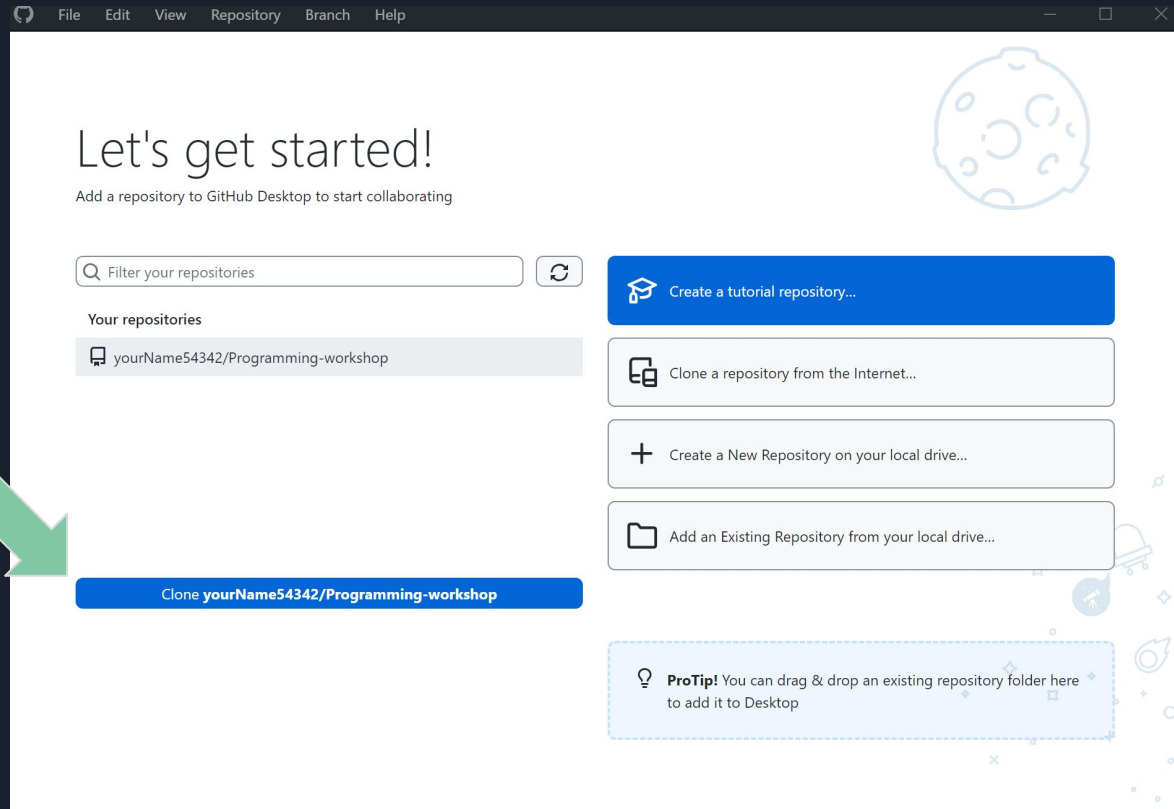 File Edit View Repository Branch Help
Let's get started!
Add a repository to GitHub Desktop to start collaborating
Filter your repositories
Your repositories
yourName54342/Programming-workshop
Clone yourName54342/Programming-workshop
Create a tutorial repository...
Clone a repository from the Internet...
Create a New Repository on your local drive...
Add an Existing Repository from your local drive...
ProTip! You can drag & drop an existing repository folder here
to add it to Desktop